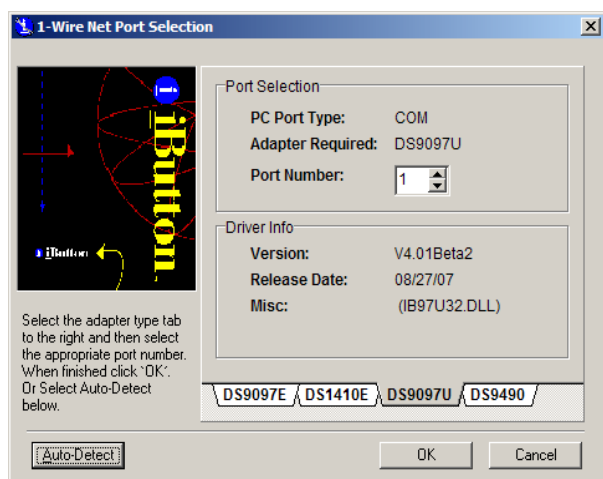 1-Wire Net Port Selection
iButton
iButton
Select the adapter type tab
to the right and then select
the appropriate port number.
When finished click `OK´.
Or Select Auto-Detect
below.
Port Selection
PC Port Type: COM
Adapter Required: DS9097U
Port Number: 1
Driver Info
Version: V4.01Beta2
Release Date: 08/27/07
Misc: (IB97U32.DLL)
DS9097E DS1410E DS9097U DS9490
Auto-Detect OK Cancel